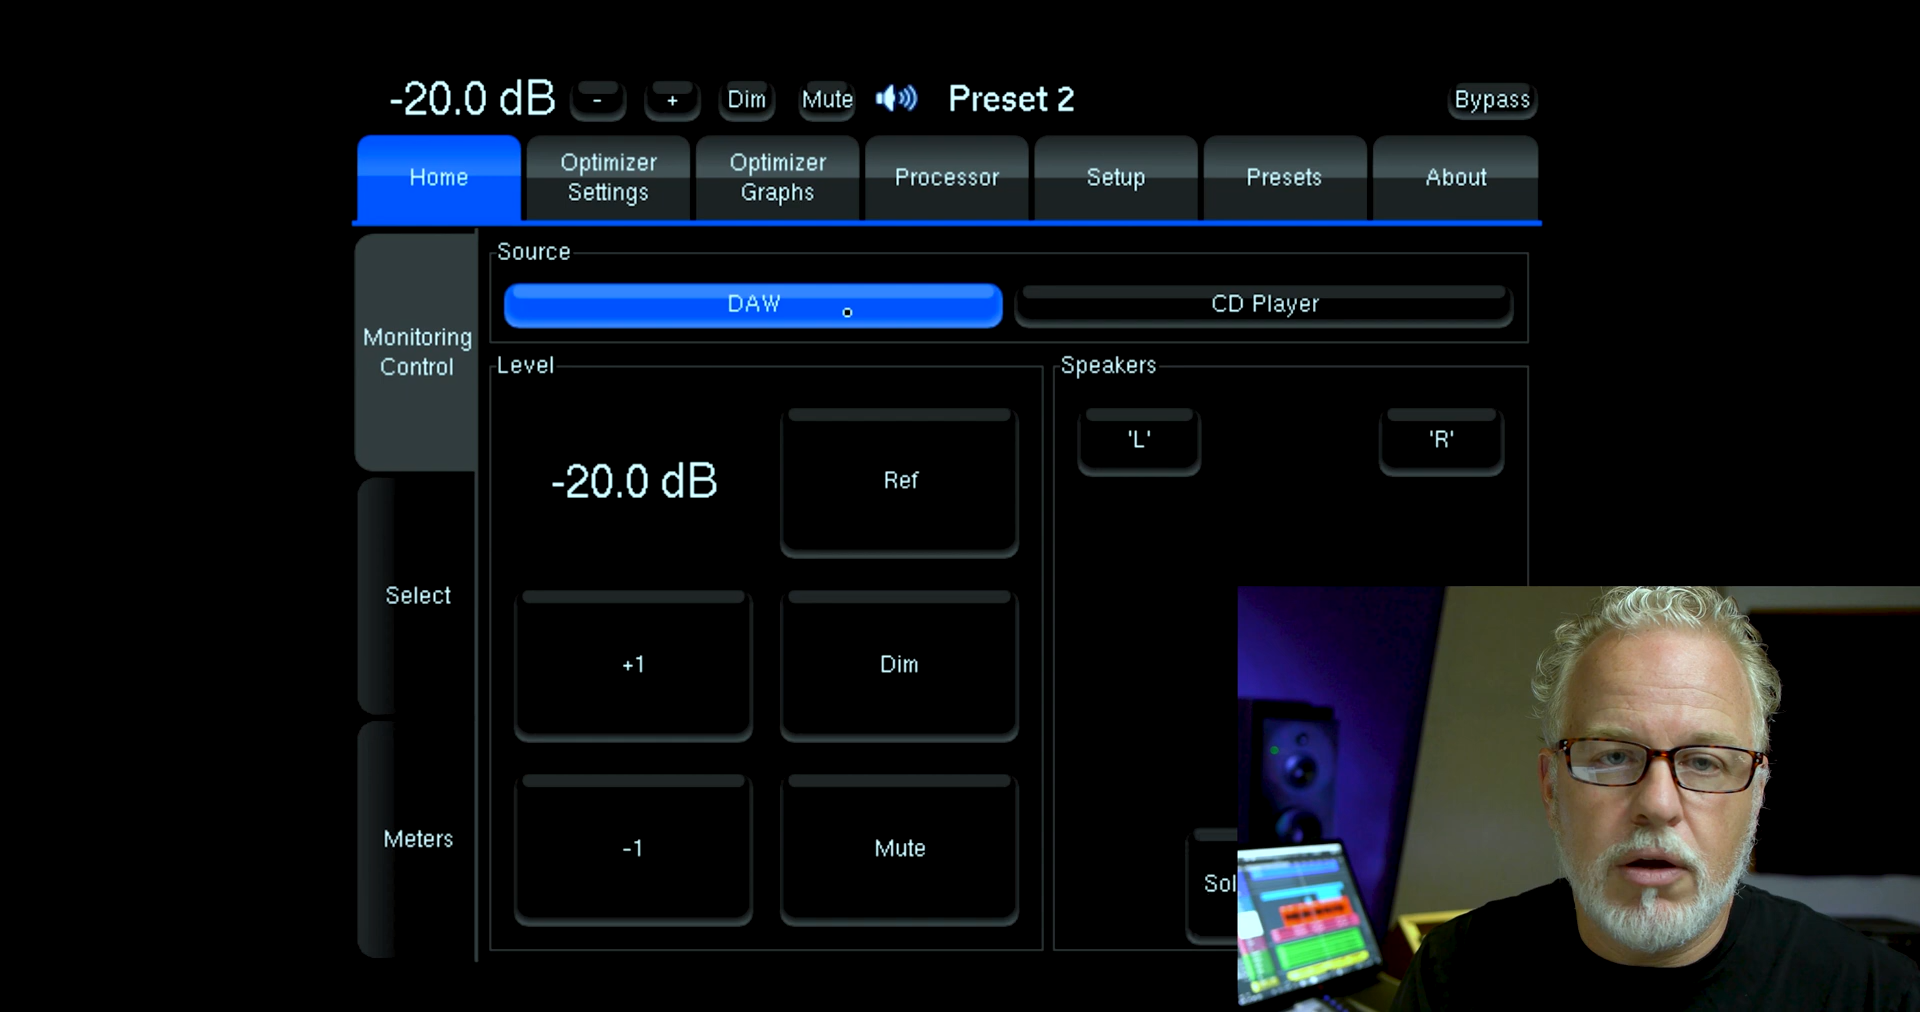 -20.0 dB - + Dim Mute Preset 2 Bypass
Home Optimizer Settings Optimizer Graphs Processor Setup Presets About
Source
DAW CD Player
Monitoring
Control
Level Speakers
'L' 'R'
-20.0 dB Ref
Select
+1 Dim
Meters
-1 Mute
Sol